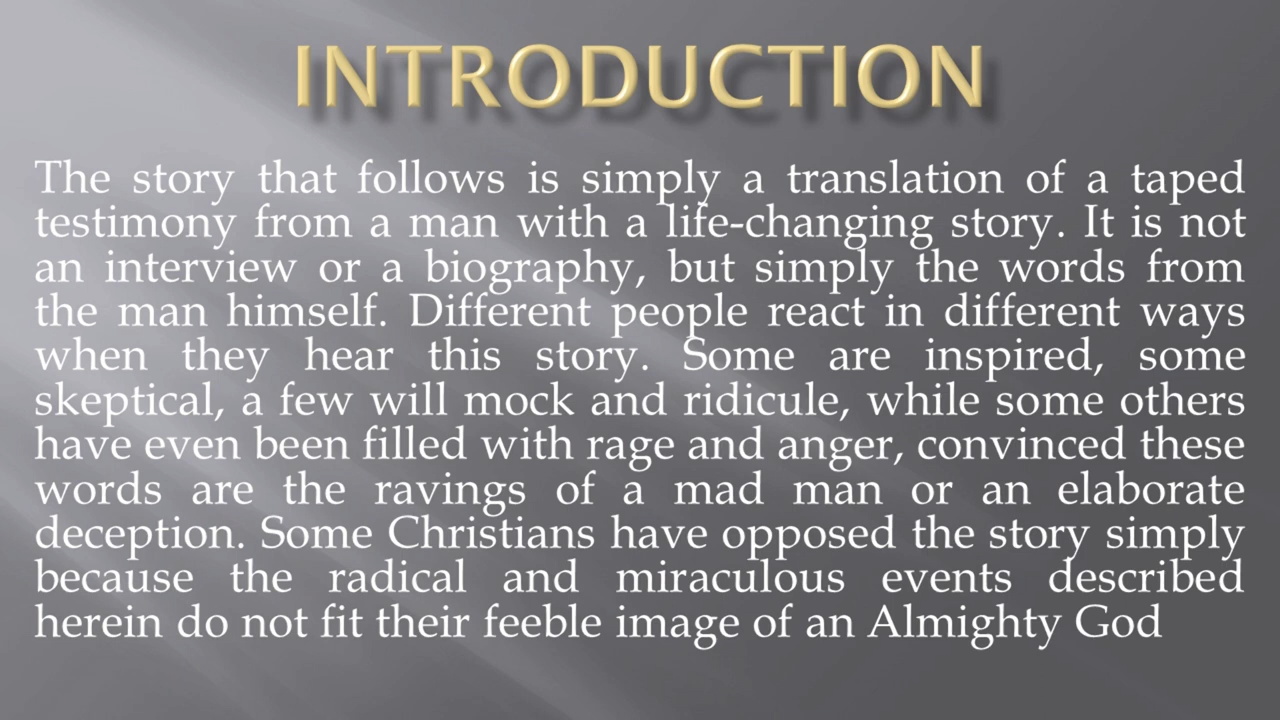 INTRODUCTION
The story that follows is simply a translation of a taped
testimony from a man with a life-changing story. It is not
an interview or a biography, but simply the words from
the man himself. Different people react in different ways
when they hear this story. Some are inspired, some
skeptical, a few will mock and ridicule, while some others
have even been filled with rage and anger, convinced these
words are the ravings of a mad man or an elaborate
deception. Some Christians have opposed the story simply
because the radical and miraculous events described
herein do not fit their feeble image of an Almighty God